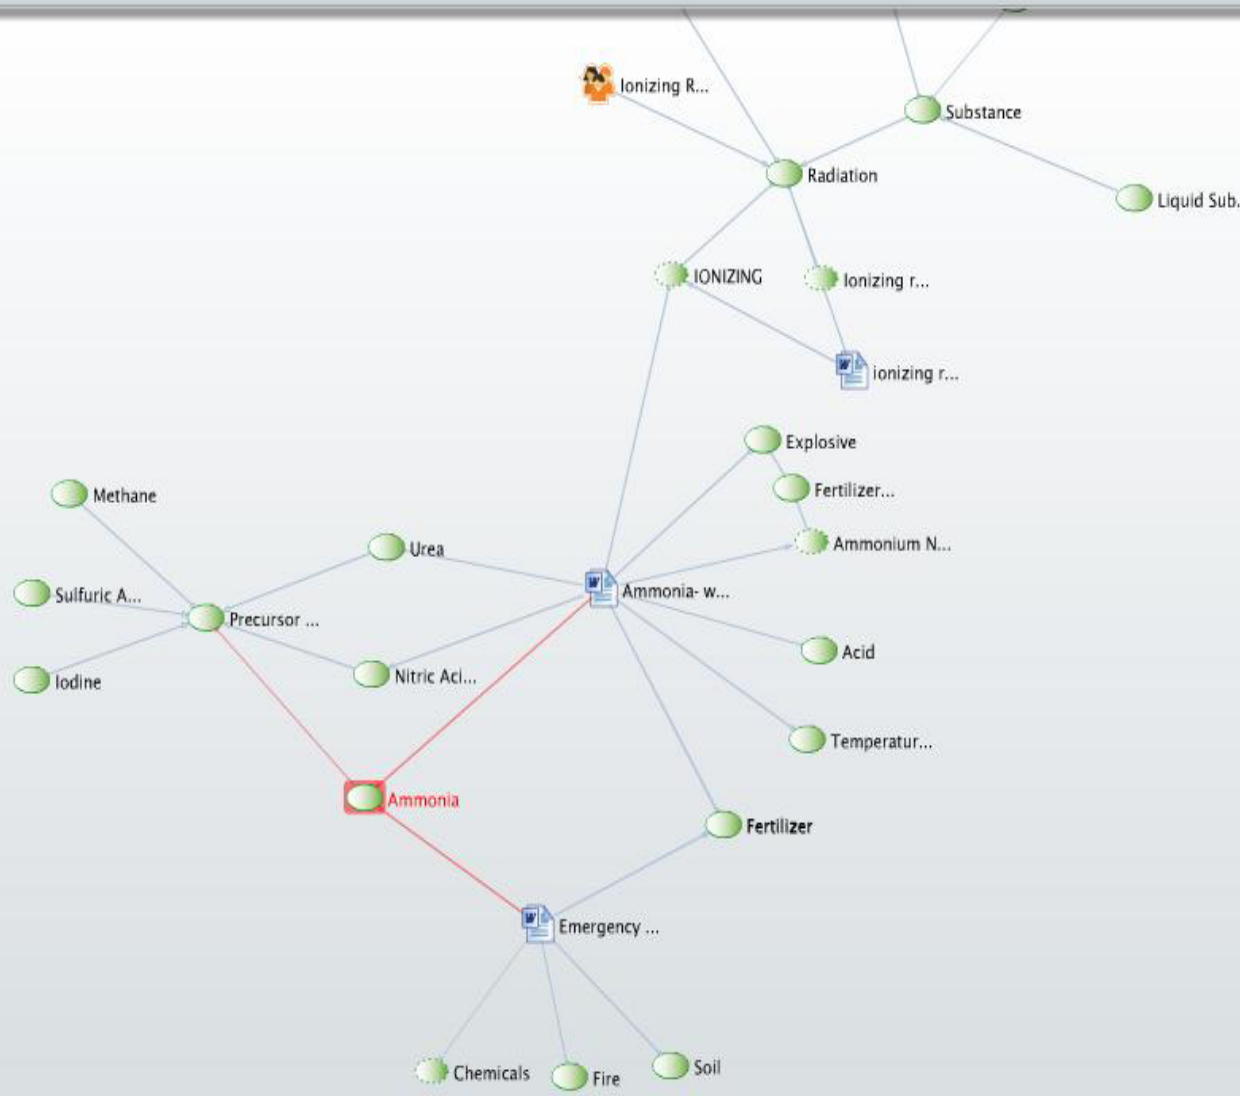 Ionizing R...
Substance
Radiation
Liquid Sub.
IONIZING
Ionizing r...
ionizing r...
Explosive
Fertilizer...
Methane
Ammonium N...
Urea
Ammonia- w...
Sulfuric A...
Precursor ...
Acid
Nitric Aci...
Iodine
Temperatur...
Ammonia
Fertilizer
Emergency ...
Chemicals
Fire
Soil